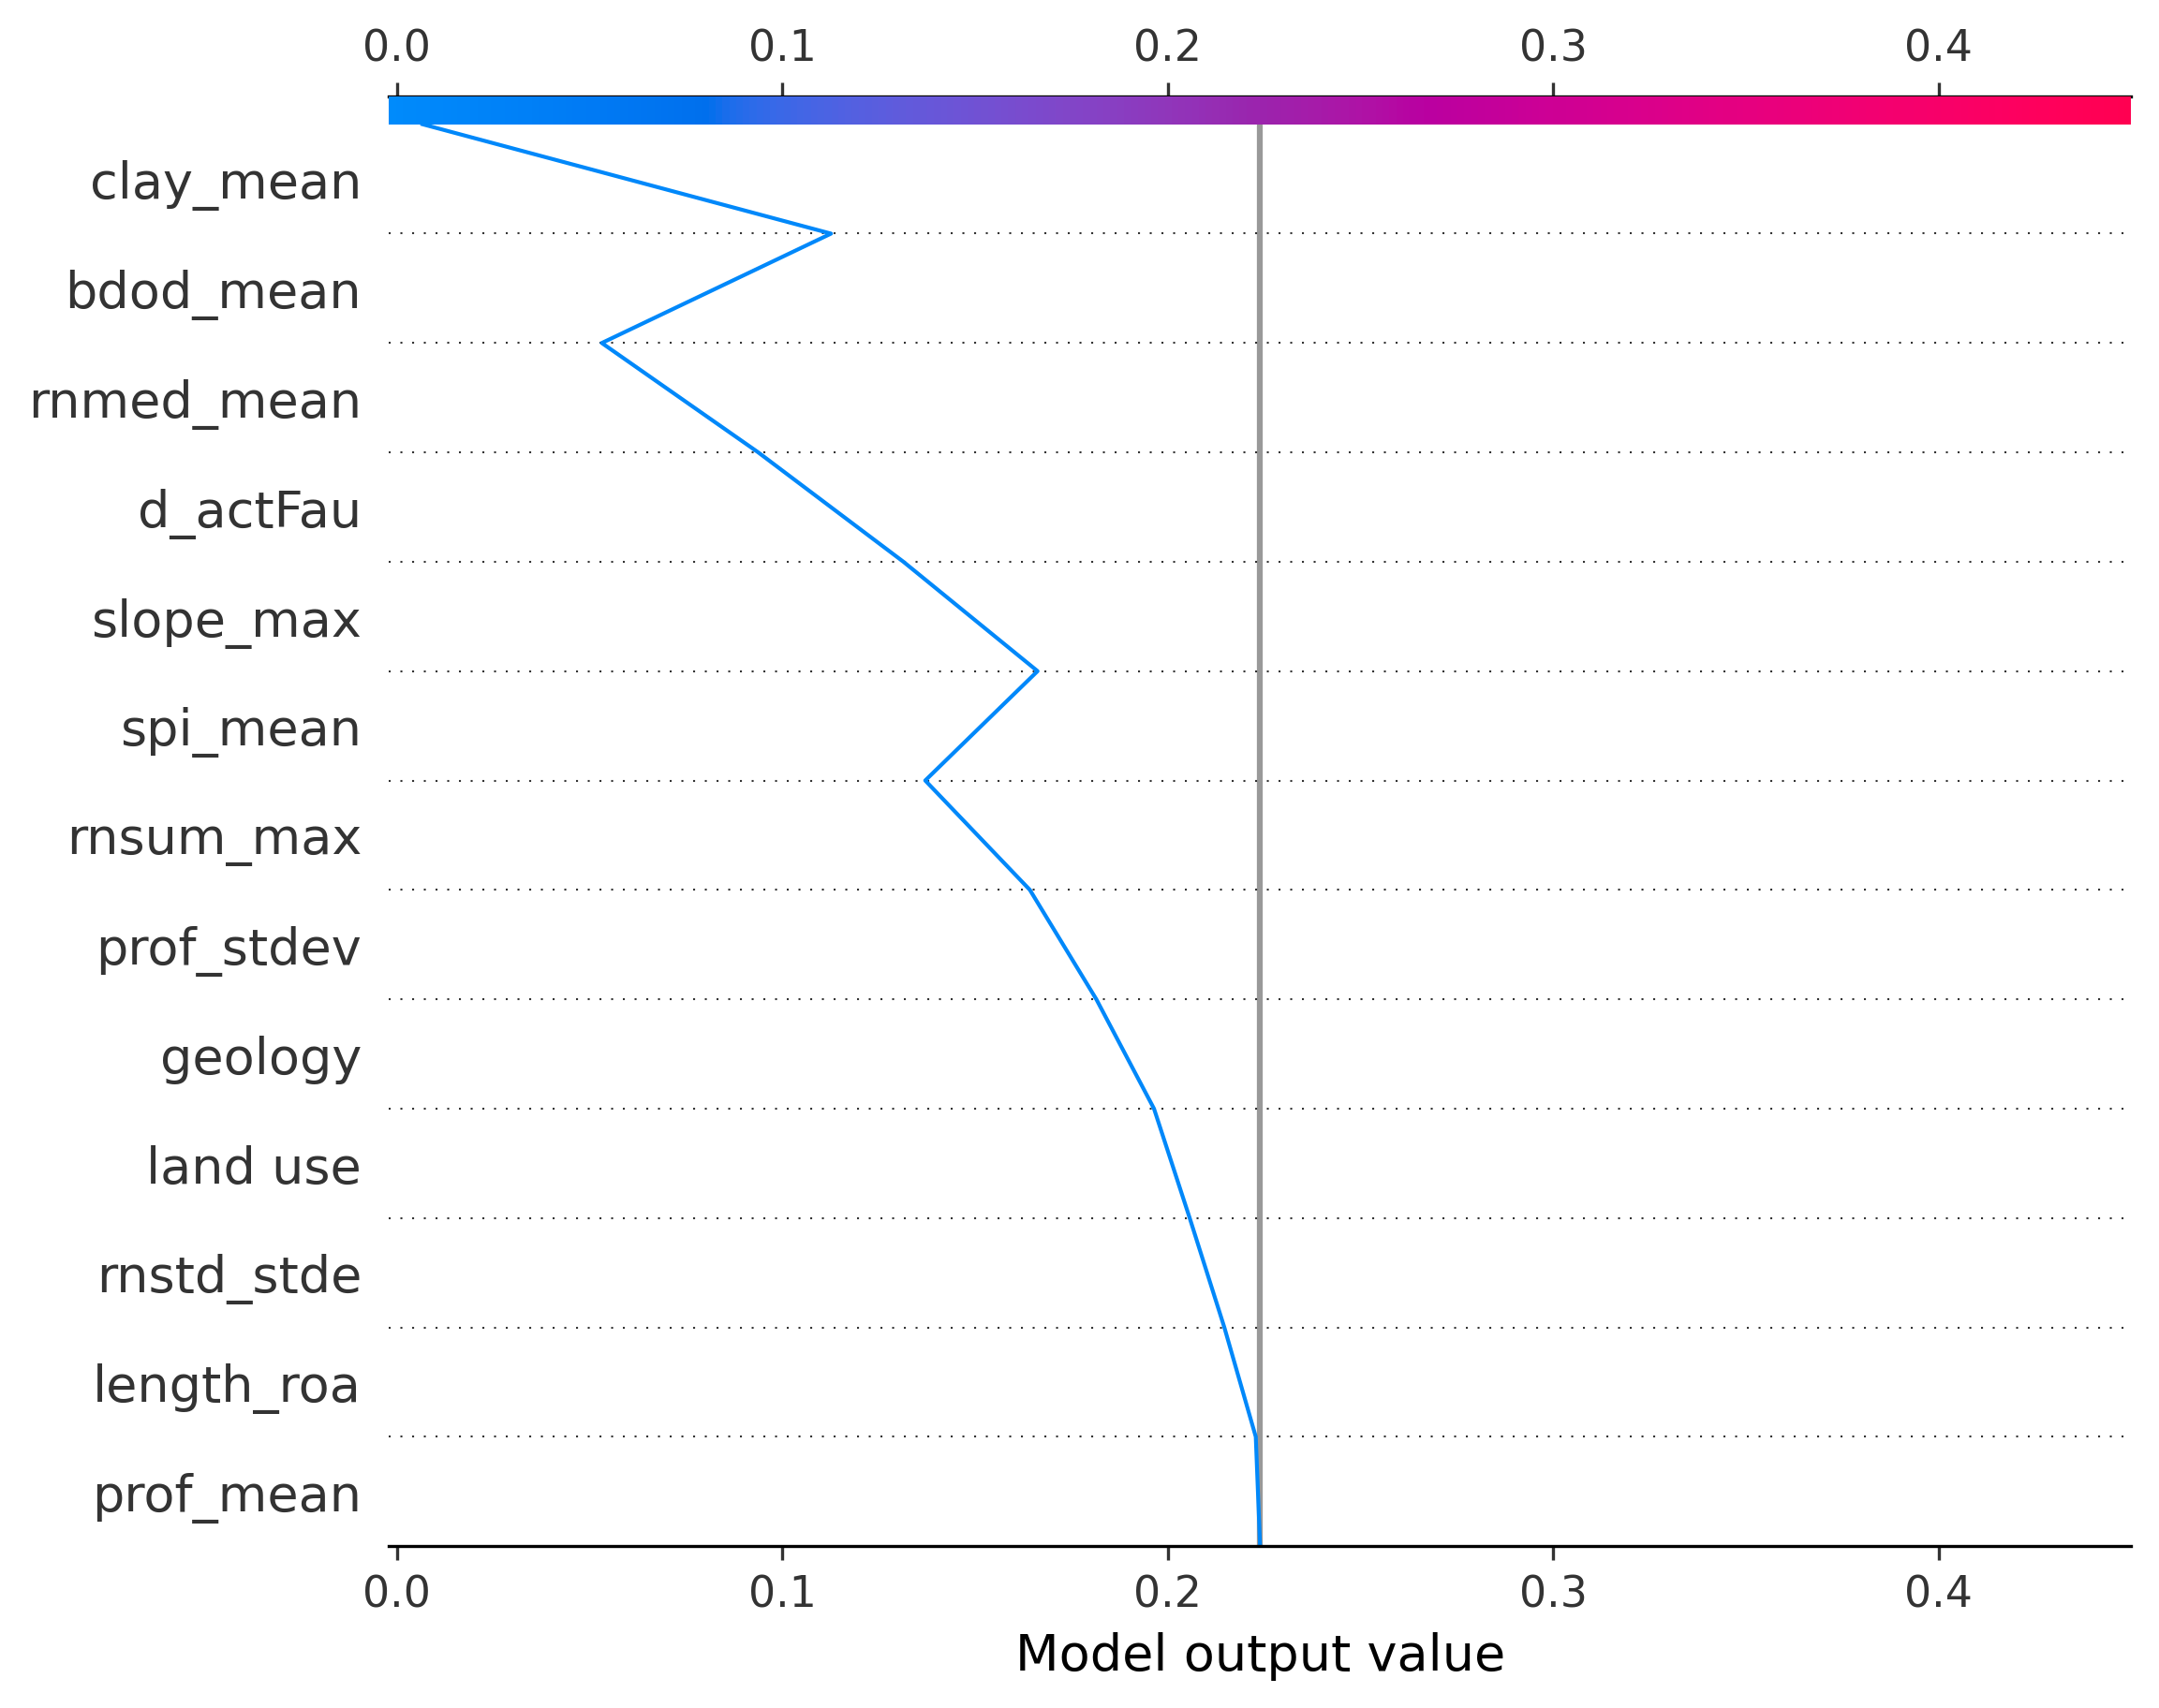 0.0 0.1 0.2 0.3 0.4
clay_mean
bdod_mean
rnmed_mean
d_actFau
slope_max
spi_mean
rnsum_max
prof_stdev
geology
land use
rnstd_stde
length_roa
prof_mean
0.0 0.1 0.2 0.3 0.4
Model output value